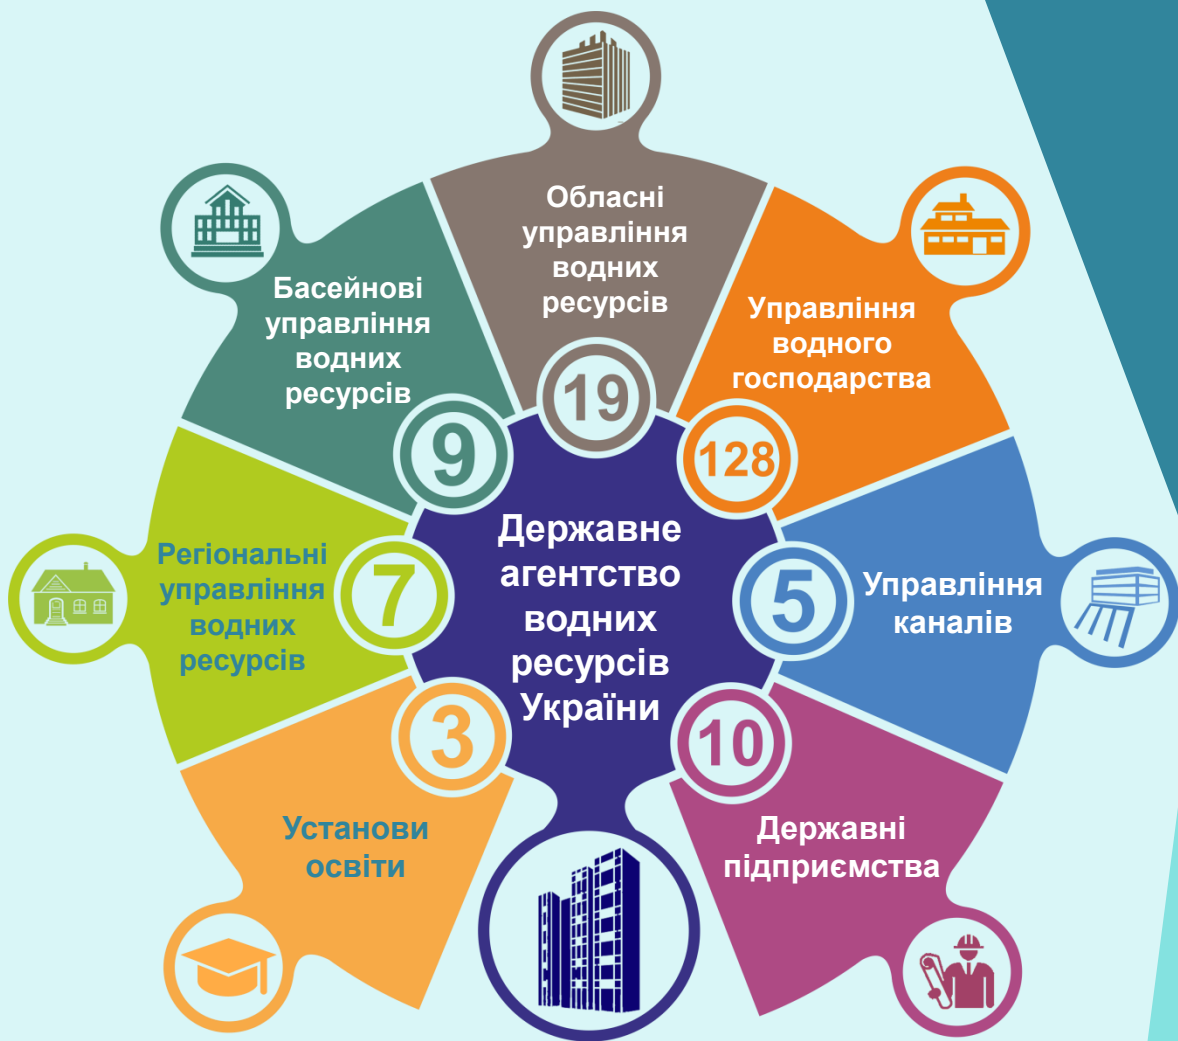 Обласні
управління
водних
ресурсів
19
Управління
водного
господарства
128
Управління
каналів
5
Державні
підприємства
10
Державне
агентство
водних
ресурсів
України
Установи
освіти
3
Регіональні
управління
водних
ресурсів
7
Басейнові
управління
водних
ресурсів
9